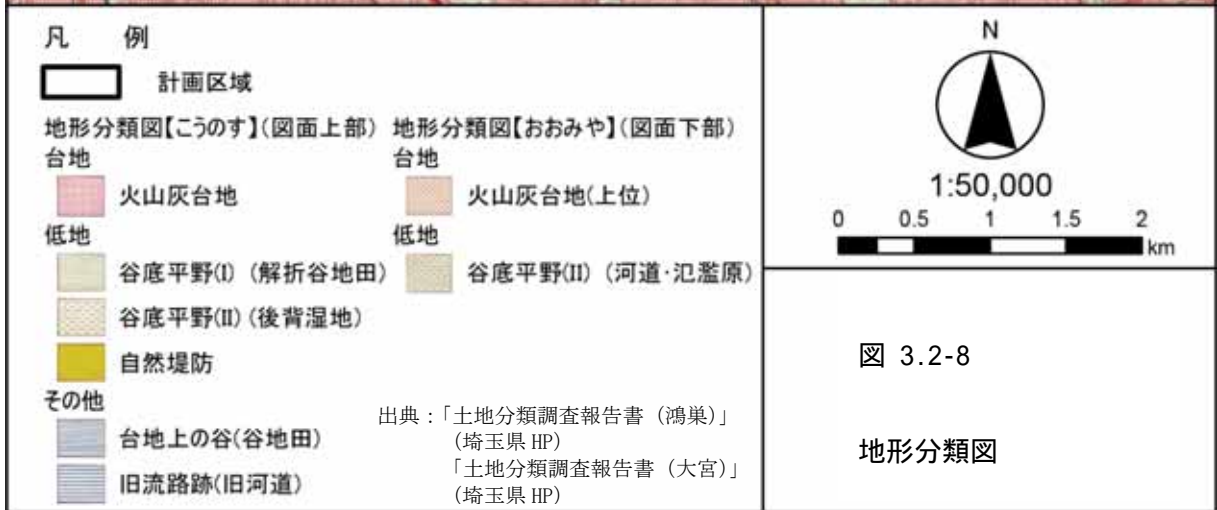 凡 例
計画区域
地形分類図【こうのす】(図面上部)
台地
火山灰台地
低地
谷底平野(I) (解折谷地田)
谷底平野(II) (後背湿地)
自然堤防
その他
台地上の谷(谷地田)
旧流路跡(旧河道)
地形分類図【おおみや】(図面下部)
台地
火山灰台地(上位)
低地
谷底平野(II) (河道･氾濫原)
出典：「土地分類調査報告書（鴻巣）」
（埼玉県 HP）
「土地分類調査報告書（大宮）」
（埼玉県 HP）
N
1:50,000
0 0.5 1 1.5 2
km
図 3.2-8
地形分類図